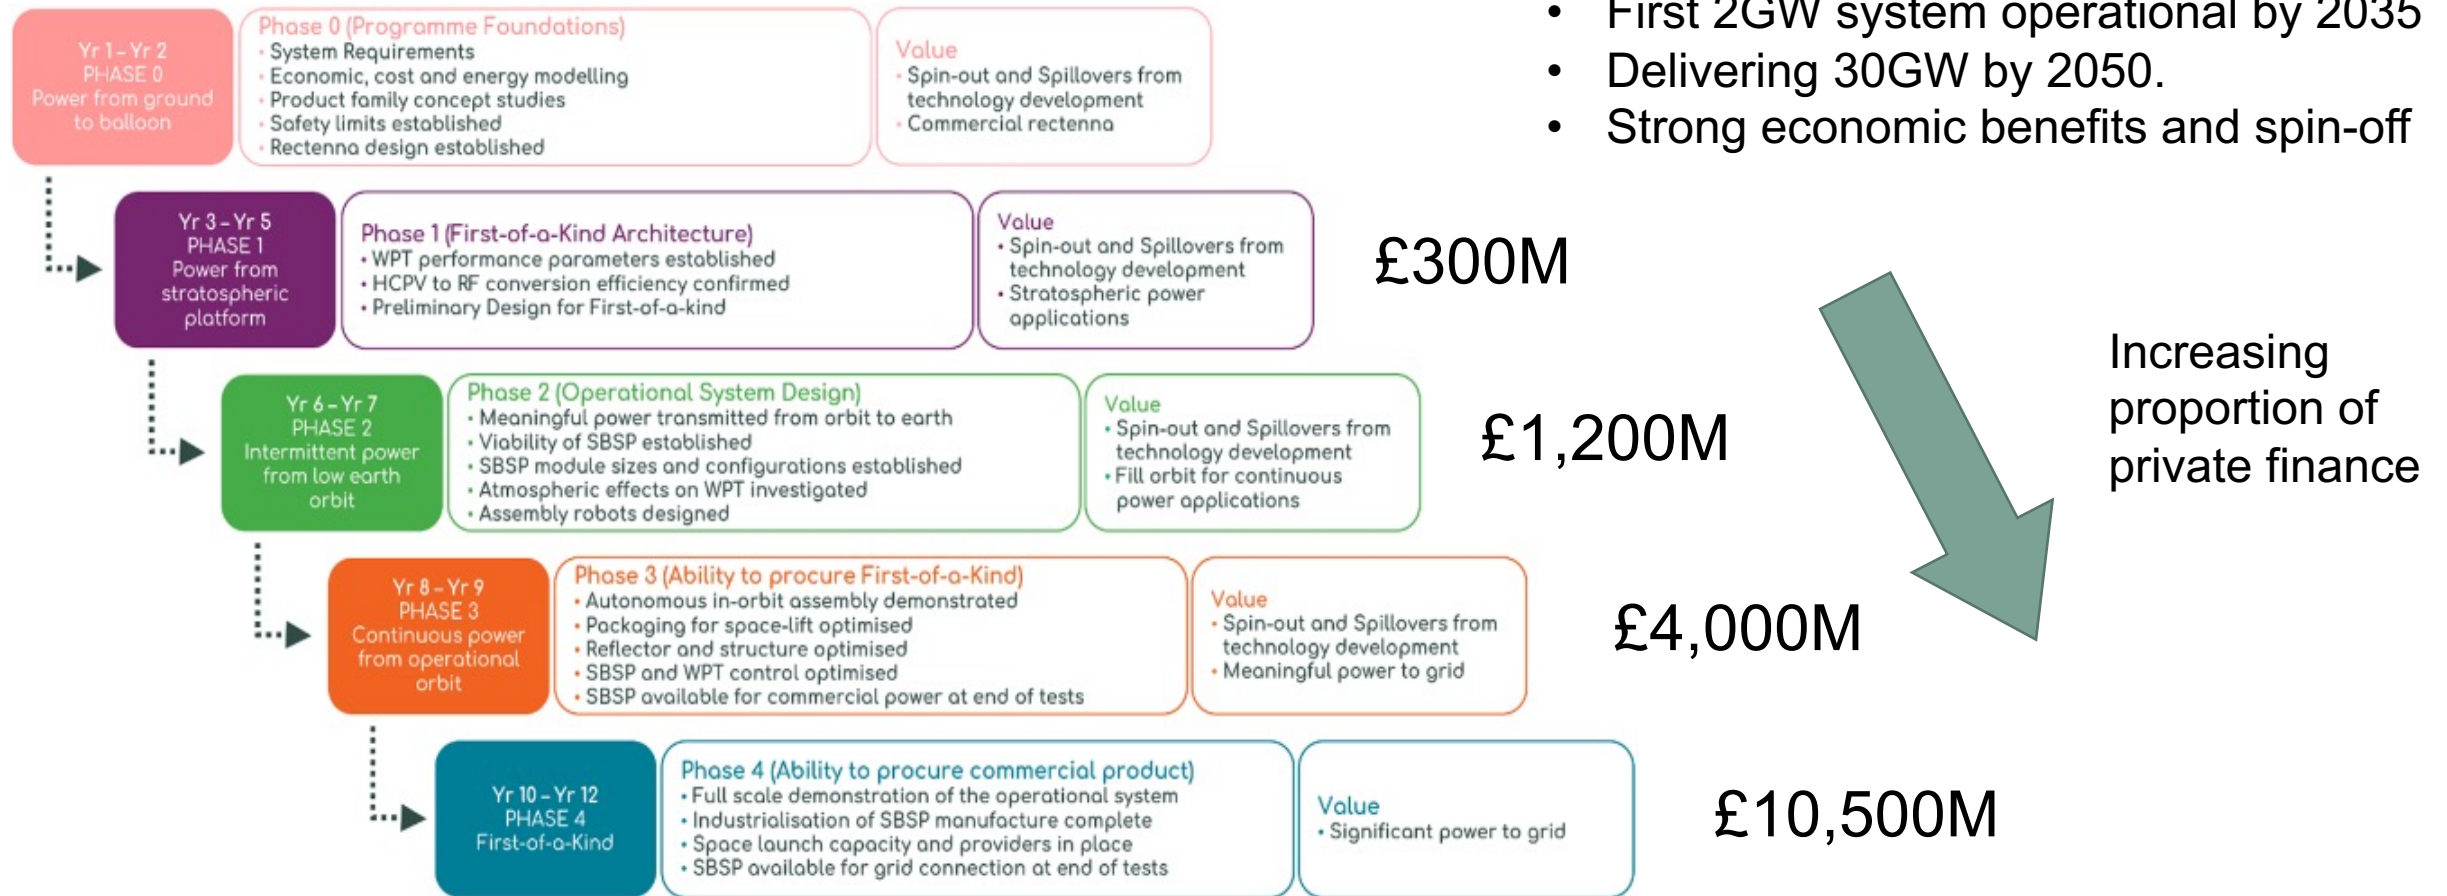 • First 2GW system operational by 2035
• Delivering 30GW by 2050.
• Strong economic benefits and spin-off
Yr 1 – Yr 2
PHASE 0
Power from ground
to balloon
Phase 0 (Programme Foundations)
• System Requirements
• Economic, cost and energy modelling
• Product family concept studies
• Safety limits established
• Rectenna design established
Value
• Spin-out and Spillovers from
technology development
• Commercial rectenna
Yr 3 – Yr 5
PHASE 1
Power from
stratospheric
platform
Phase 1 (First-of-a-Kind Architecture)
• WPT performance parameters established
• HCPV to RF conversion efficiency confirmed
• Preliminary Design for First-of-a-kind
Value
• Spin-out and Spillovers from
technology development
• Stratospheric power
applications
£300M
Increasing
proportion of
private finance
Yr 6 – Yr 7
PHASE 2
Intermittent power
from low earth
orbit
Phase 2 (Operational System Design)
• Meaningful power transmitted from orbit to earth
• Viability of SBSP established
• SBSP module sizes and configurations established
• Atmospheric effects on WPT investigated
• Assembly robots designed
Value
• Spin-out and Spillovers from
technology development
• Fill orbit for continuous
power applications
£1,200M
Yr 8 – Yr 9
PHASE 3
Continuous power
from operational
orbit
Phase 3 (Ability to procure First-of-a-Kind)
• Autonomous in-orbit assembly demonstrated
• Packaging for space-lift optimised
• Reflector and structure optimised
• SBSP and WPT control optimised
• SBSP available for commercial power at end of tests
Value
• Spin-out and Spillovers from
technology development
• Meaningful power to grid
£4,000M
Yr 10 – Yr 12
PHASE 4
First-of-a-Kind
Phase 4 (Ability to procure commercial product)
• Full scale demonstration of the operational system
• Industrialisation of SBSP manufacture complete
• Space launch capacity and providers in place
• SBSP available for grid connection at end of tests
Value
• Significant power to grid
£10,500M